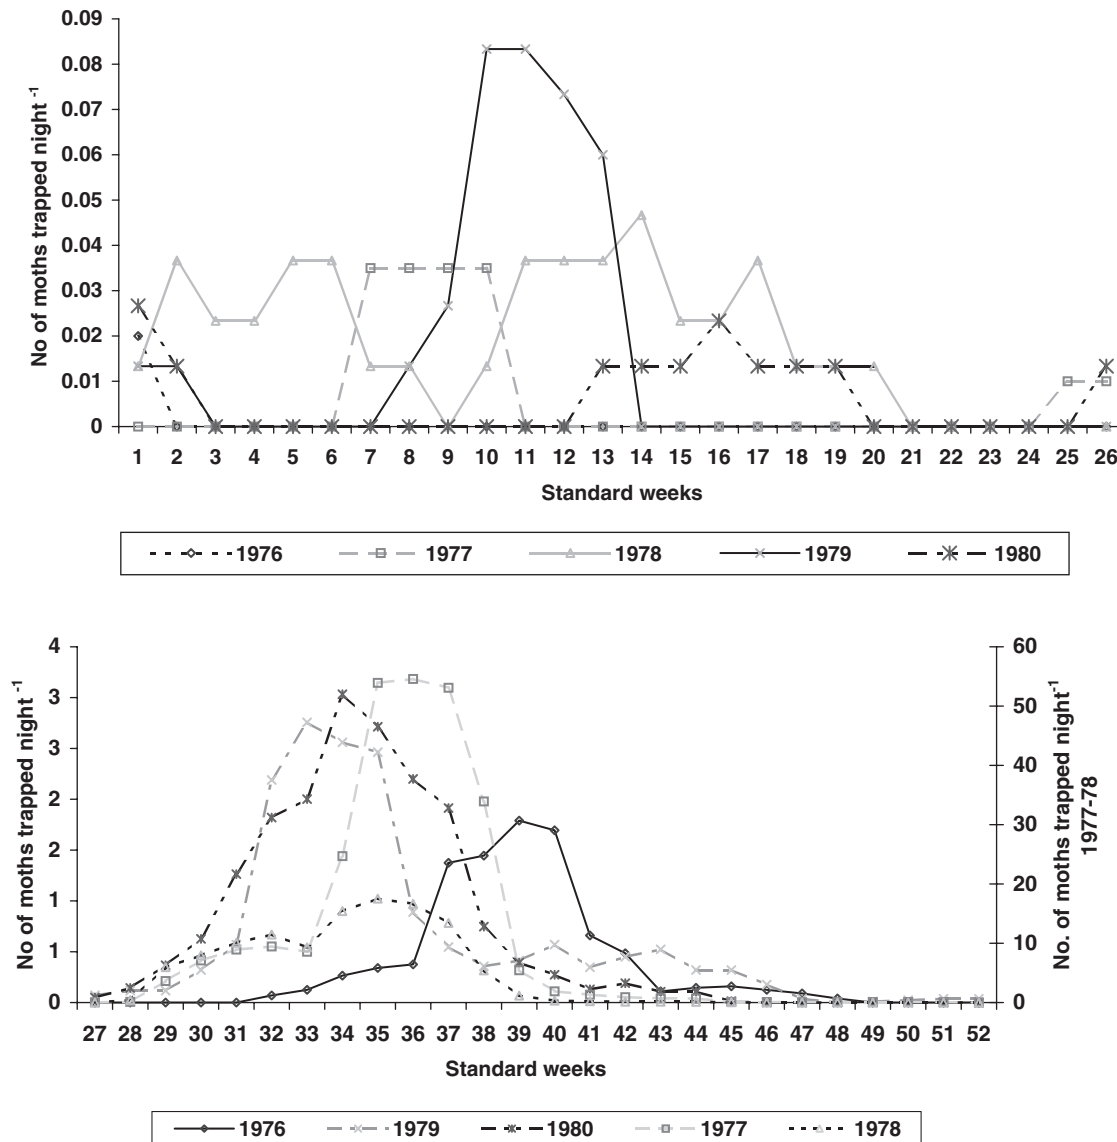 No of moths trapped night -1
0.09
0.08
0.07
0.06
0.05
0.04
0.03
0.02
0.01
0
1 2 3 4 5 6 7 8 9 10 11 12 13 14 15 16 17 18 19 20 21 22 23 24 25 26
Standard weeks
1976 1977 1978 1979 1980
No of moths trapped night -1
4
3
3
2
2
1
1
0
60
50
40
30
20
10
0
No. of moths trapped night-1
1977-78
27 28 29 30 31 32 33 34 35 36 37 38 39 40 41 42 43 44 45 46 47 48 49 50 51 52
Standard weeks
1976 1979 1980 1977 1978